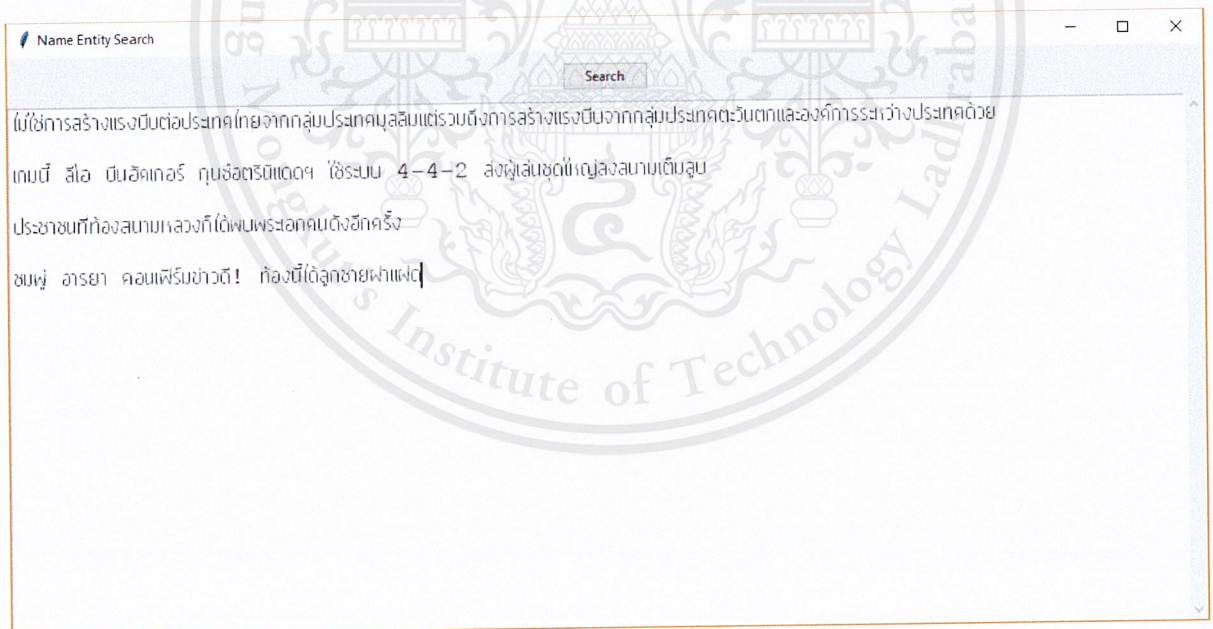 Name Entity Search
Search
ไม่ใช่การสร้างแรงบีบต่อประเทศไทยจากกลุ่มประเทศมุสลิมแต่รวมถึงการสร้างแรงบีบจากกลุ่มประเทศตะวันตกและองค์การระหว่างประเทศด้วย
เกมนี้ ลีโอ บีนฮัคเกอร์ กุนซือตรินิแดดฯ ใช้ระบบ 4-4-2 ส่งผู้เล่นชุดใหญ่ลงสนามเต็มสูบ
ประชาชนที่ท้องสนามหลวงก็ได้พบพระเอกคนดังอีกครั้ง
ชมพู่ อารยา คอนเฟิร์มข่าวดี! ท้องนี้ได้ลูกชายฝาแฝด
Institute of Technology Ladkrabang